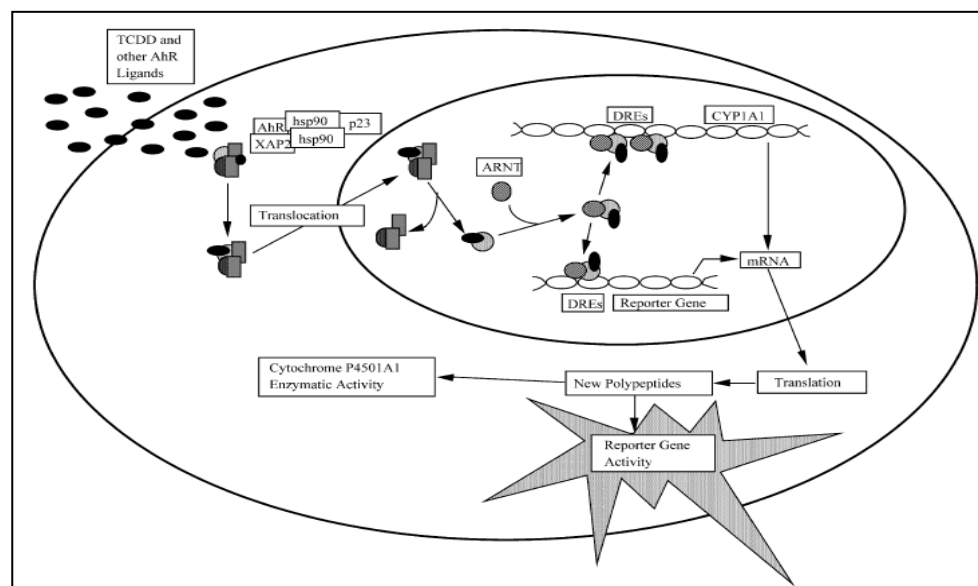 TCDD and
other AhR
Ligands
AhR
hsp90
p23
XAP2
hsp90
DREs
CYP1A1
ARNT
Translocation
mRNA
DREs
Reporter Gene
Cytochrome P4501A1
Enzymatic Activity
New Polypeptides
Translation
Reporter Gene
Activity